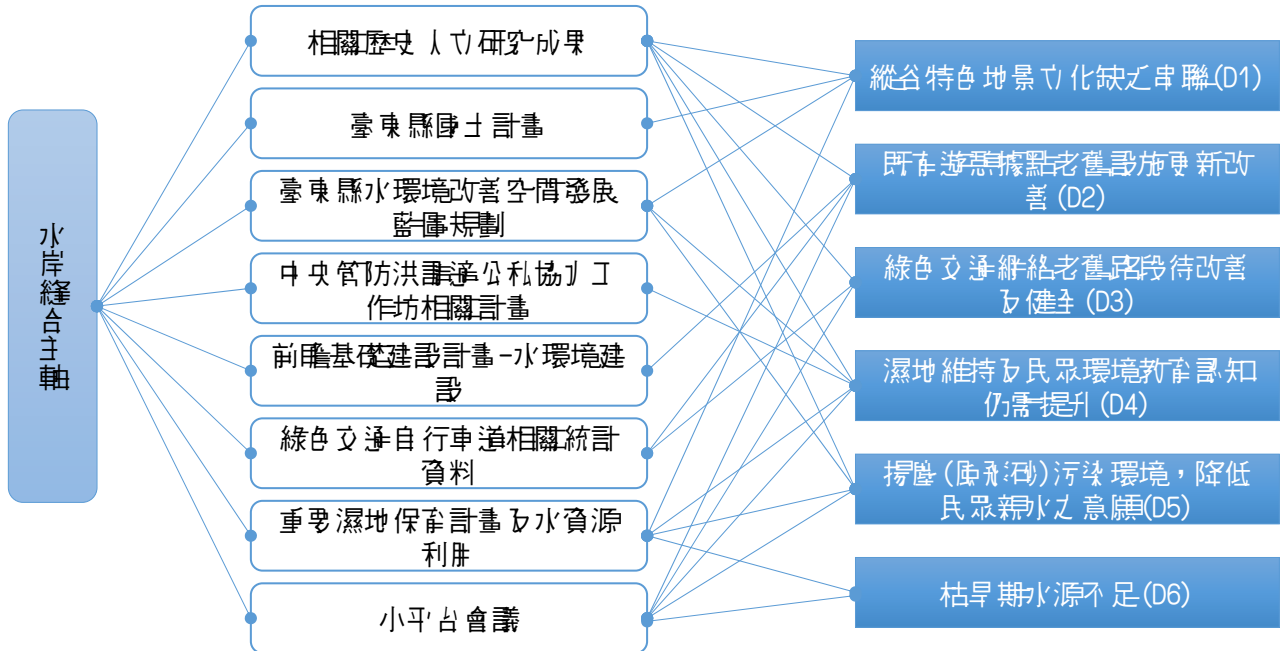 水岸縫合主軸
相關歷史人文研究成果
臺東縣國土計畫
臺東縣水環境改善空間發展
藍圖規劃
中央管防洪計畫公私協力工
作坊相關計畫
前瞻基礎建設計畫-水環境建
設
綠色交通自行車道相關統計
資料
重要濕地保育計畫及水資源
利用
小平台會議
縱谷特色地景文化缺乏串聯(D1)
既有遊憩據點老舊設施更新改
善(D2)
綠色交通維絡老舊路段待改善
及健全(D3)
濕地維持及民眾環境教育認知
仍需提升(D4)
揚塵(風飛沙)污染環境，降低
民眾親水之意願(D5)
枯旱期水源不足(D6)